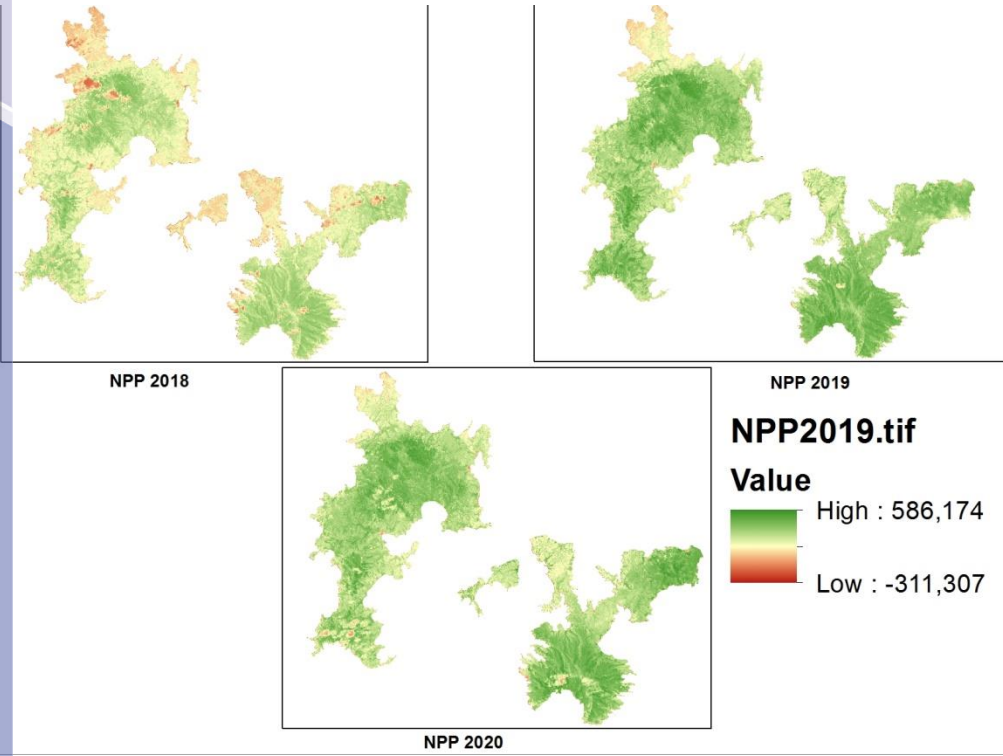 NPP 2018
NPP 2019
NPP2019.tif
Value
High : 586,174
Low : -311,307
NPP 2020